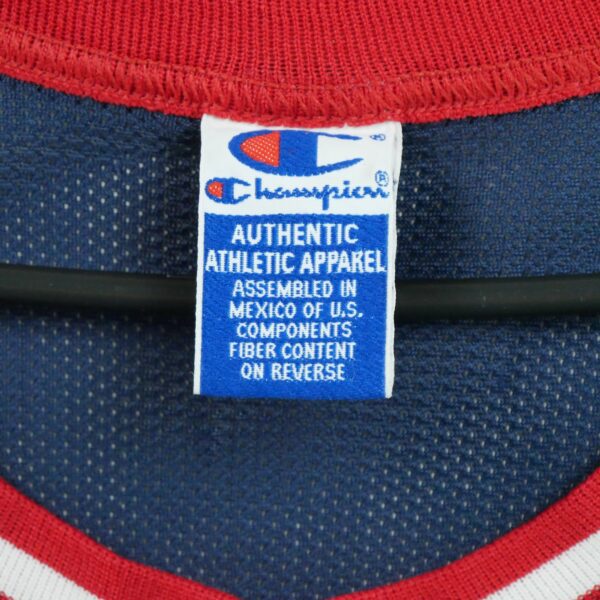 Champion®
AUTHENTIC
ATHLETIC APPAREL
ASSEMBLED IN
MEXICO OF U.S.
COMPONENTS
FIBER CONTENT
ON REVERSE